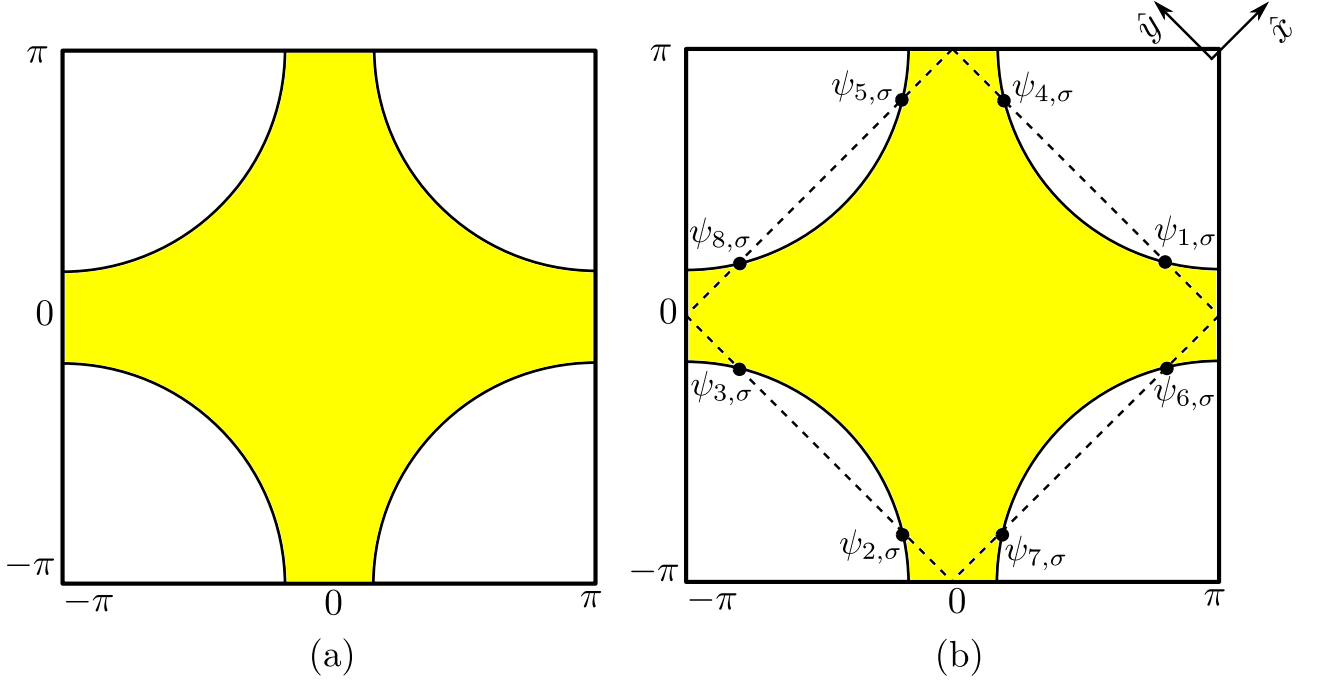 π
0
−π
−π
0
π
(a)
ŷ
x̂
π
ψ5,σ
ψ4,σ
ψ8,σ
ψ1,σ
0
ψ3,σ
ψ6,σ
ψ2,σ
ψ7,σ
−π
−π
0
π
(b)